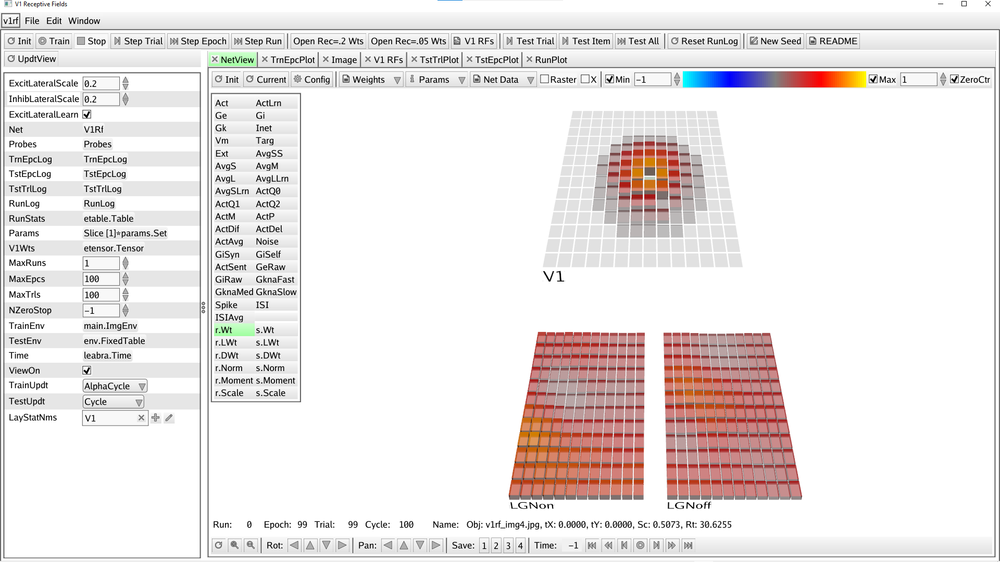 V1 Receptive Fields
v1rf File Edit Window
Init Train Stop Step Trial Step Epoch Step Run Open Rec=.2 Wts Open Rec=.05 Wts V1 RFs Test Trial Test Item Test All Reset RunLog New Seed README
UpdtView
NetView TrnEpcPlot Image V1 RFs TstTrlPlot TstEpcPlot RunPlot
Init Current Config Weights Params Net Data Raster X Min -1 Max 1 ZeroCtr
ExcitLateralScale 0.2
InhibLateralScale 0.2
ExcitLateralLearn
Net V1Rf
Probes Probes
TrnEpcLog TrnEpcLog
TstEpcLog TstEpcLog
TstTrlLog TstTrlLog
RunLog RunLog
RunStats etable.Table
Params Slice [1]*params.Set
V1Wts etensor.Tensor
MaxRuns 1
MaxEpcs 100
MaxTrls 100
NZeroStop -1
TrainEnv main.ImgEnv
TestEnv env.FixedTable
Time leabra.Time
ViewOn
TrainUpdt AlphaCycle
TestUpdt Cycle
LayStatNms V1
Act ActLrn
Ge Gi
Gk Inet
Vm Targ
Ext AvgSS
AvgS AvgM
AvgL AvgLLrn
AvgSLrn ActQ0
ActQ1 ActQ2
ActM ActP
ActDif ActDel
ActAvg Noise
GiSyn GiSelf
ActSent GeRaw
GiRaw GknaFast
GknaMed GknaSlow
Spike ISI
ISIAvg
r.Wt s.Wt
r.LWt s.LWt
r.DWt s.DWt
r.Norm s.Norm
r.Moment s.Moment
r.Scale s.Scale
V1
LGNon LGNoff
Run: 0 Epoch: 99 Trial: 99 Cycle: 100 Name: Obj: v1rf_img4.jpg, tX: 0.0000, tY: 0.0000, Sc: 0.5073, Rt: 30.6255
Rot: Pan: Save: 1 2 3 4 Time: -1